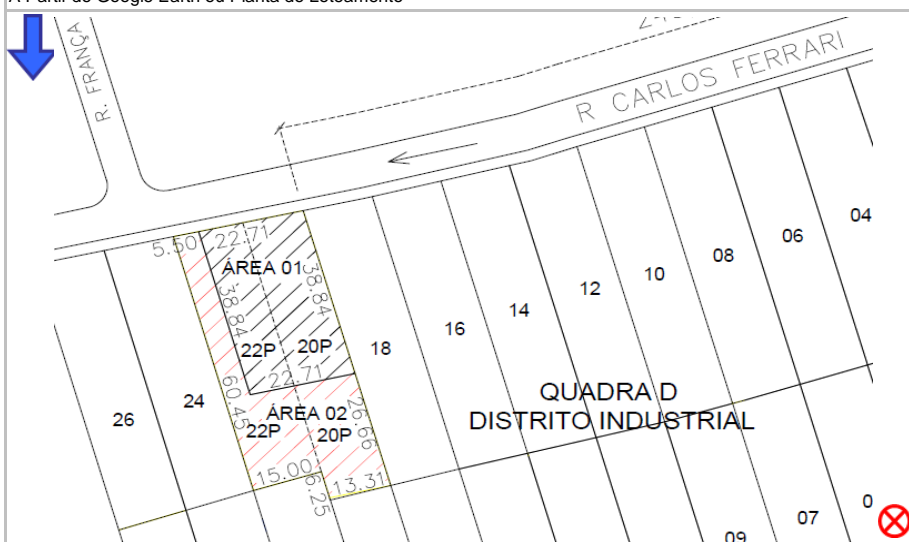 R. FRANÇA
R CARLOS FERRARI
5.50
22.71
ÁREA 01
38.84
38.84
22P
20P
22.71
ÁREA 02
22P
20P
60.45
26.66
15.00
6.25
13.31
26
24
18
16
14
12
10
08
06
04
QUADRA D
DISTRITO INDUSTRIAL
09
07